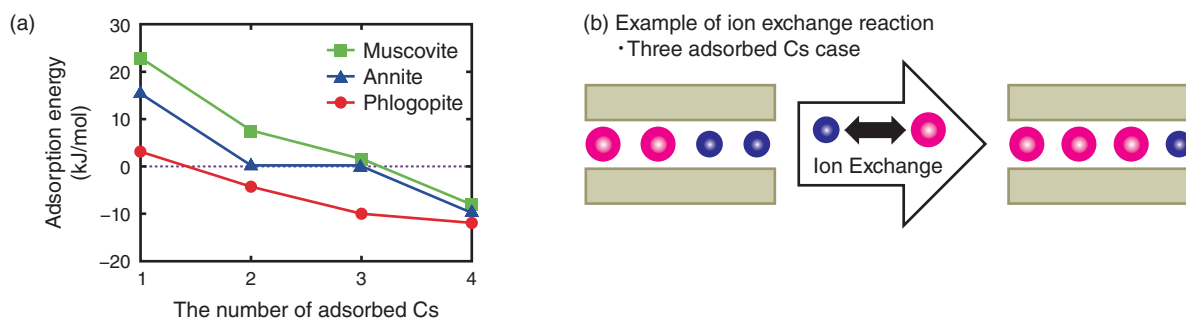 (a)
30
20
10
0
−10
−20
1
2
3
4
Adsorption energy
(kJ/mol)
The number of adsorbed Cs
Muscovite
Annite
Phlogopite
(b) Example of ion exchange reaction
・Three adsorbed Cs case
Ion Exchange